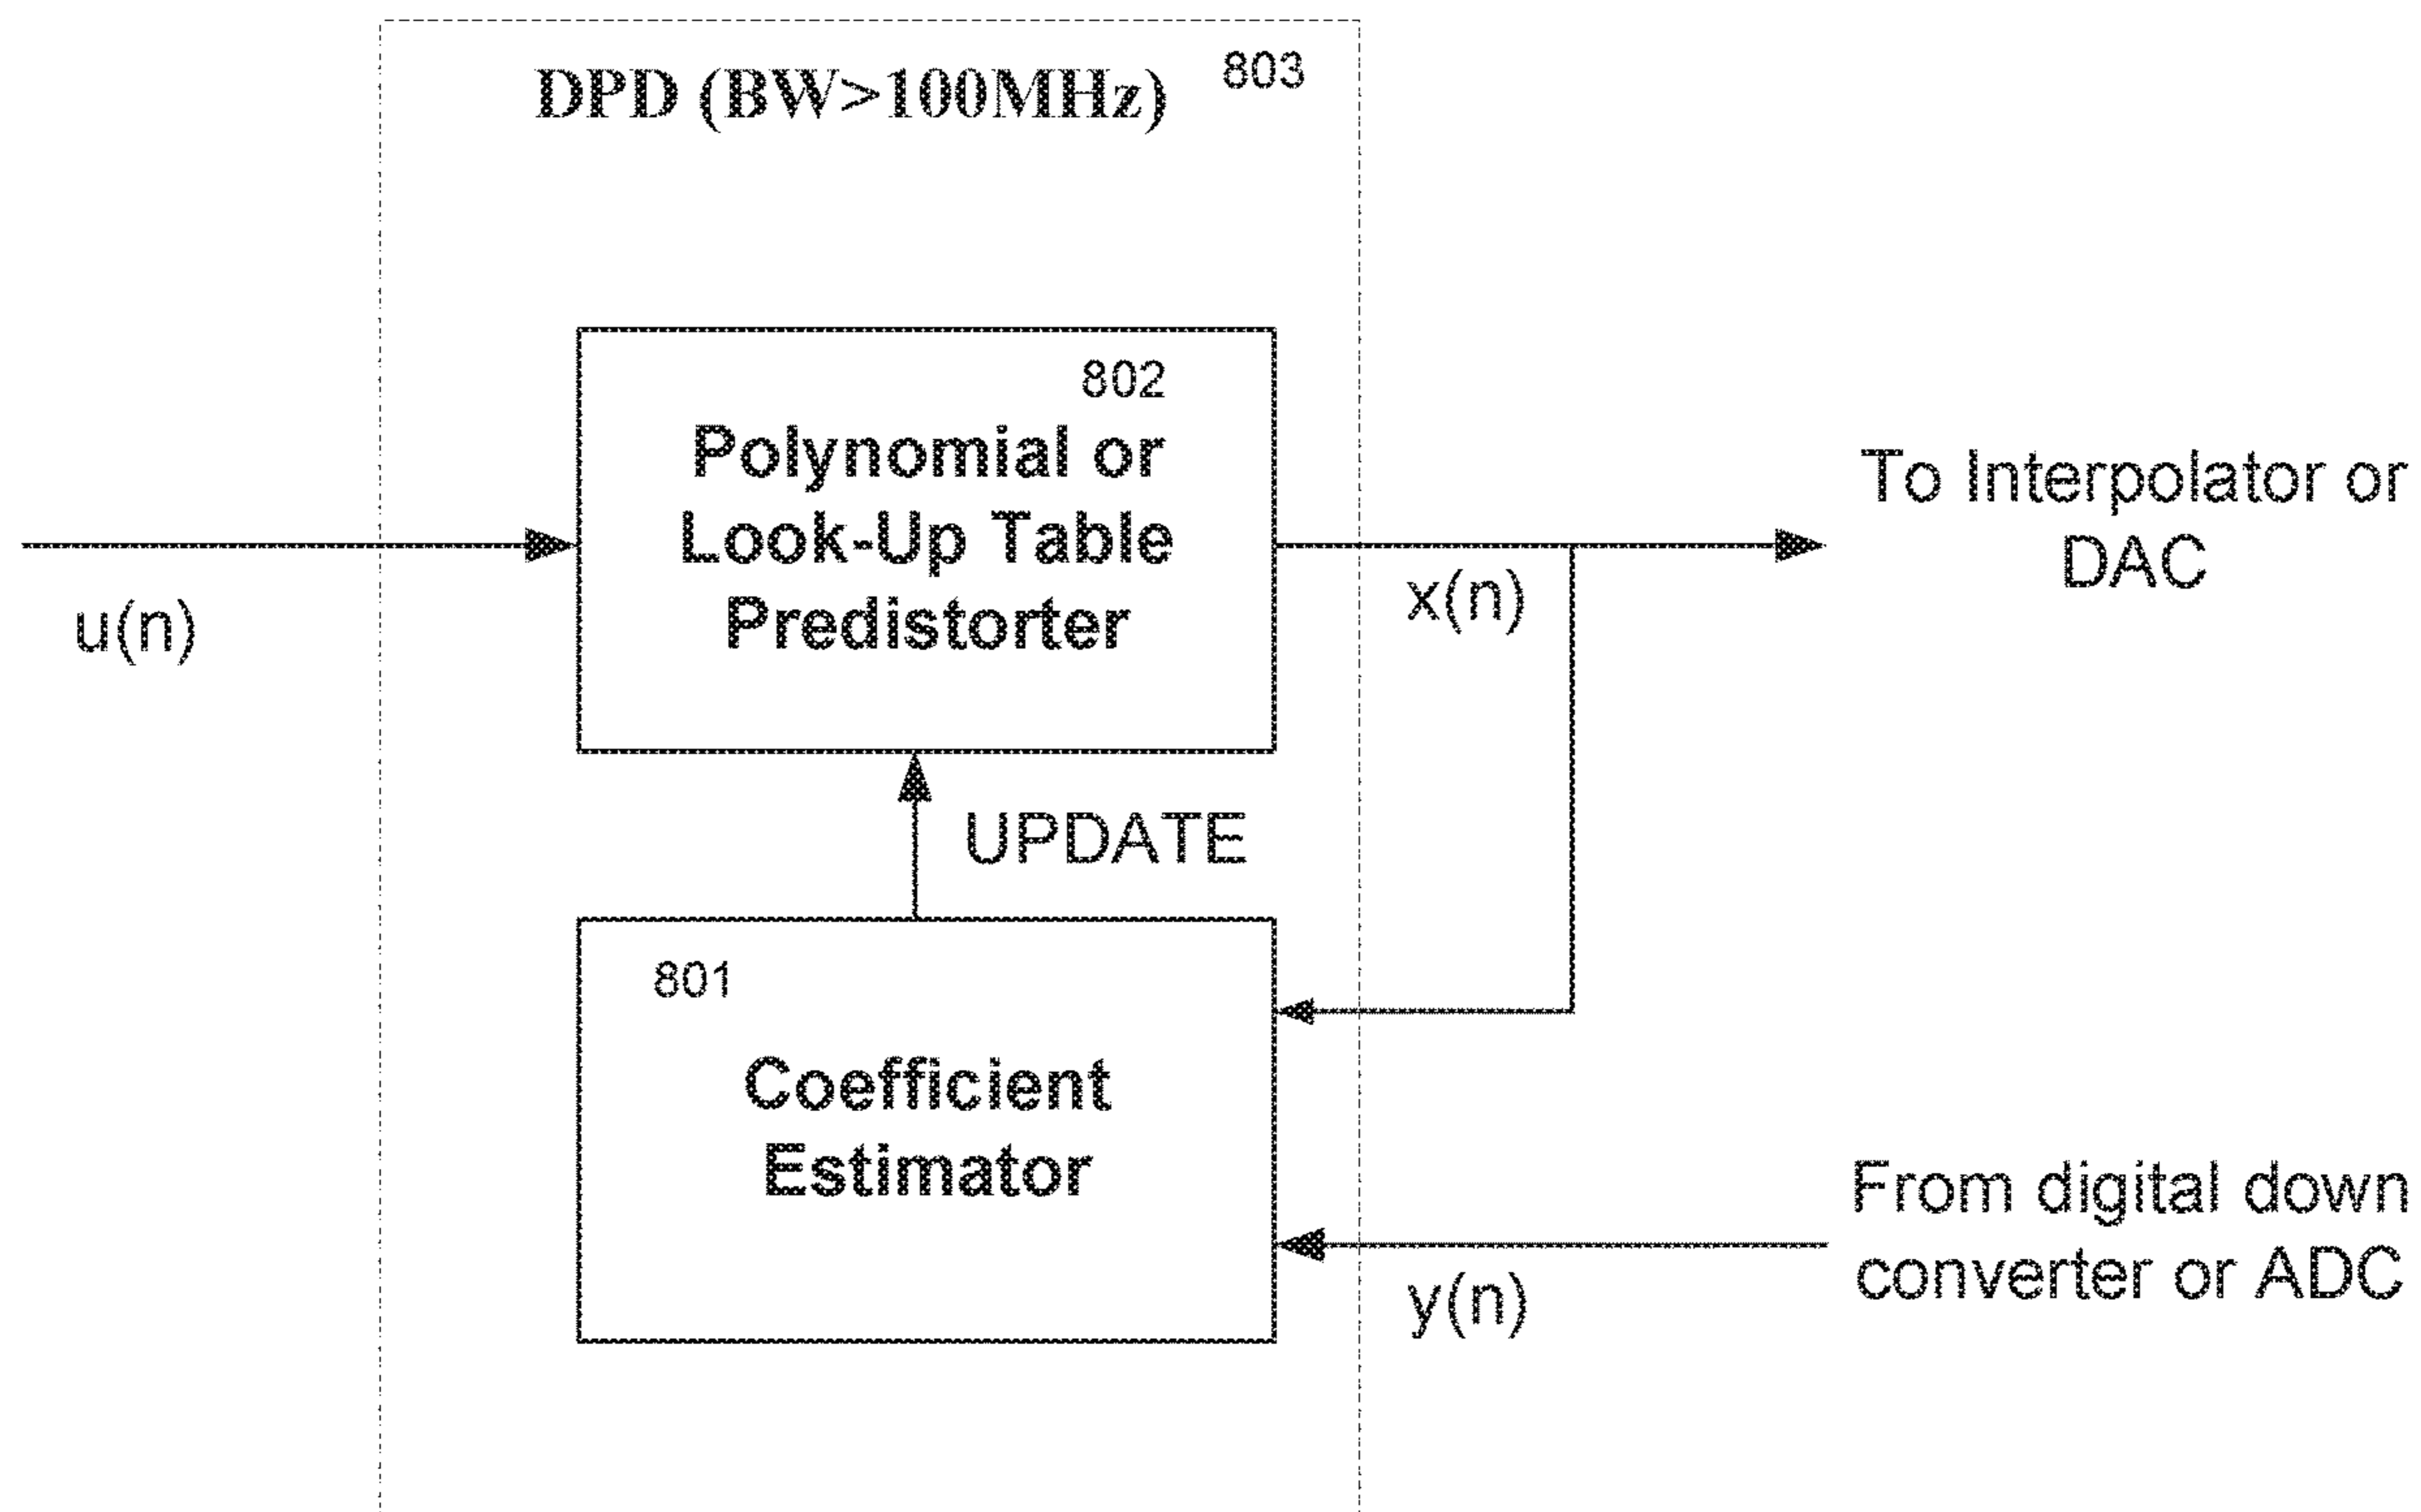 DPD (BW>100MHz)
803
802
Polynomial or
Look-Up Table
Predistorter
u(n)
x(n)
To Interpolator or
DAC
UPDATE
801
Coefficient
Estimator
y(n)
From digital down
converter or ADC